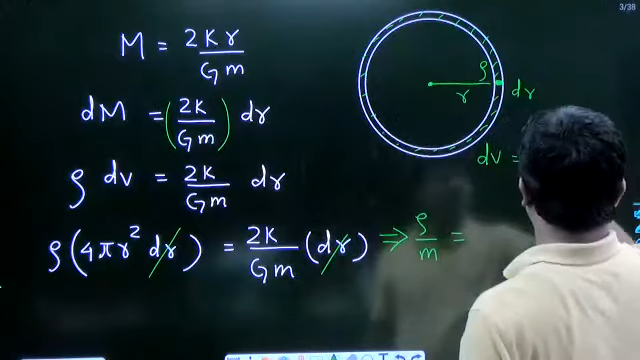 3/38
M = 2Kr/Gm
dM = (2K/Gm) dr
ρ dv = 2K/Gm dr
ρ(4πr² dr) = 2K/Gm (dr) ⇒ ρ/m =
ρ
r
dr
dv =